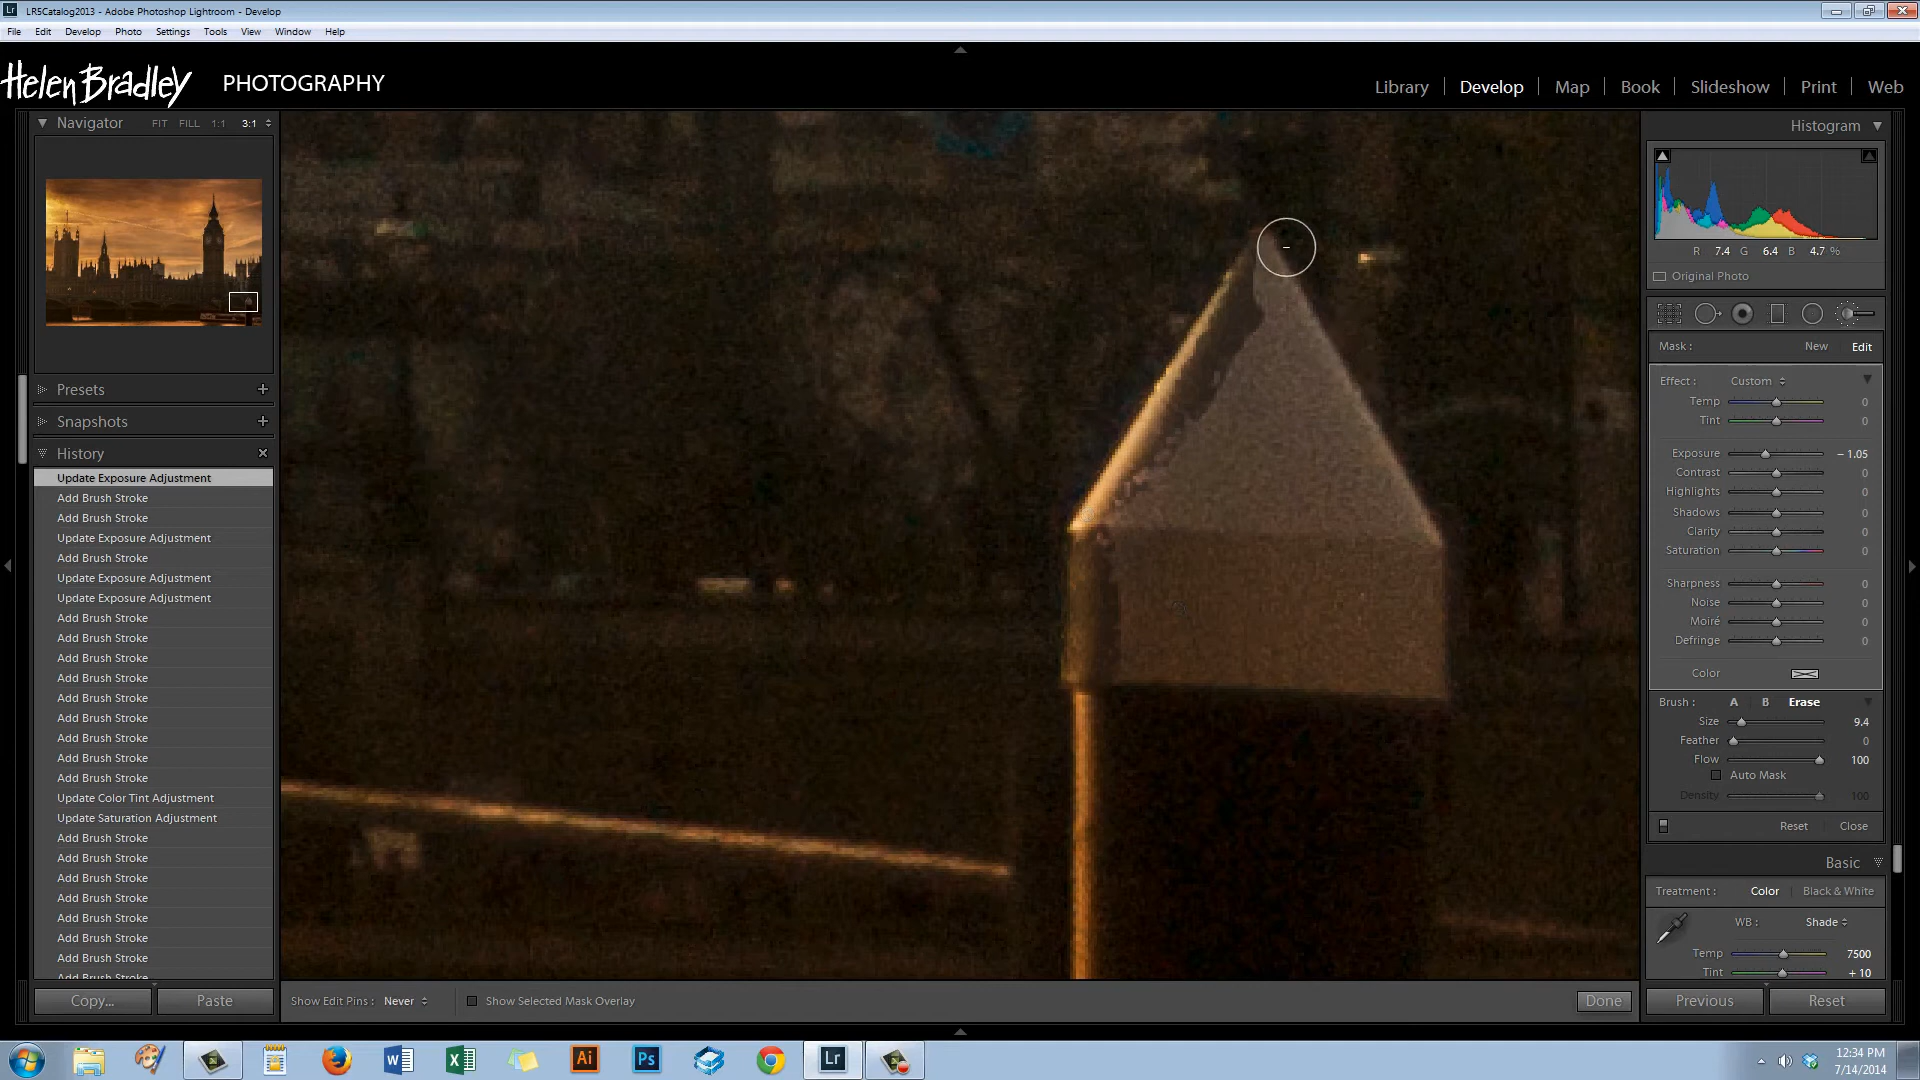 LR5Catalog2013 - Adobe Photoshop Lightroom - Develop
File Edit Develop Photo Settings Tools View Window Help
Helen Bradley PHOTOGRAPHY
Library Develop Map Book Slideshow Print Web
Navigator FIT FILL 1:1 3:1
Presets
Snapshots
History
Update Exposure Adjustment
Add Brush Stroke
Add Brush Stroke
Update Exposure Adjustment
Add Brush Stroke
Update Exposure Adjustment
Update Exposure Adjustment
Add Brush Stroke
Add Brush Stroke
Add Brush Stroke
Add Brush Stroke
Add Brush Stroke
Add Brush Stroke
Add Brush Stroke
Add Brush Stroke
Add Brush Stroke
Update Color Tint Adjustment
Update Saturation Adjustment
Add Brush Stroke
Add Brush Stroke
Add Brush Stroke
Add Brush Stroke
Add Brush Stroke
Add Brush Stroke
Add Brush Stroke
Add Brush Stroke
Copy... Paste
Show Edit Pins : Never Show Selected Mask Overlay Done
Histogram
R 7.4 G 6.4 B 4.7 %
Original Photo
Mask : New Edit
Effect : Custom
Temp 0
Tint 0
Exposure - 1.05
Contrast 0
Highlights 0
Shadows 0
Clarity 0
Saturation 0
Sharpness 0
Noise 0
Moiré 0
Defringe 0
Color
Brush : A B Erase
Size 9.4
Feather 0
Flow 100
Auto Mask
Density 100
Reset Close
Basic
Treatment : Color Black & White
WB : Shade
Temp 7500
Tint + 10
Previous Reset
Ai Ps Lr
12:34 PM
7/14/2014